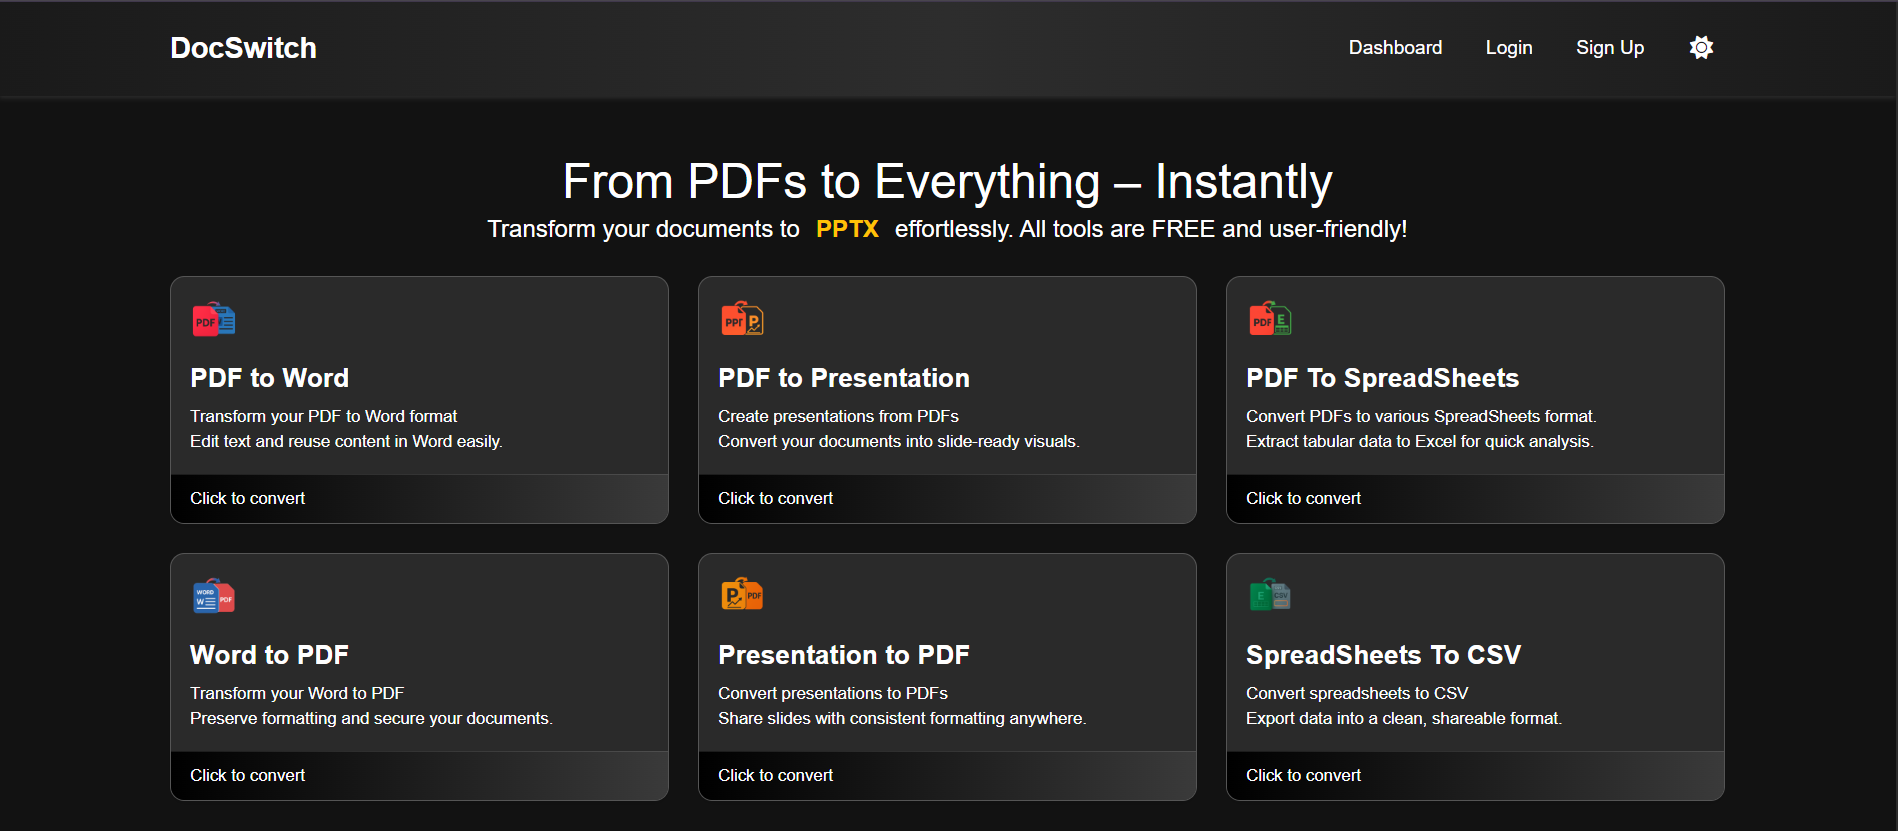 DocSwitch
Dashboard Login Sign Up
From PDFs to Everything – Instantly
Transform your documents to PPTX effortlessly. All tools are FREE and user-friendly!
PDF
PDF to Word
Transform your PDF to Word format
Edit text and reuse content in Word easily.
Click to convert
P
PDF to Presentation
Create presentations from PDFs
Convert your documents into slide-ready visuals.
Click to convert
PDF E
PDF To SpreadSheets
Convert PDFs to various SpreadSheets format.
Extract tabular data to Excel for quick analysis.
Click to convert
WORD
W PDF
Word to PDF
Transform your Word to PDF
Preserve formatting and secure your documents.
Click to convert
P PDF
Presentation to PDF
Convert presentations to PDFs
Share slides with consistent formatting anywhere.
Click to convert
E CSV
SpreadSheets To CSV
Convert spreadsheets to CSV
Export data into a clean, shareable format.
Click to convert